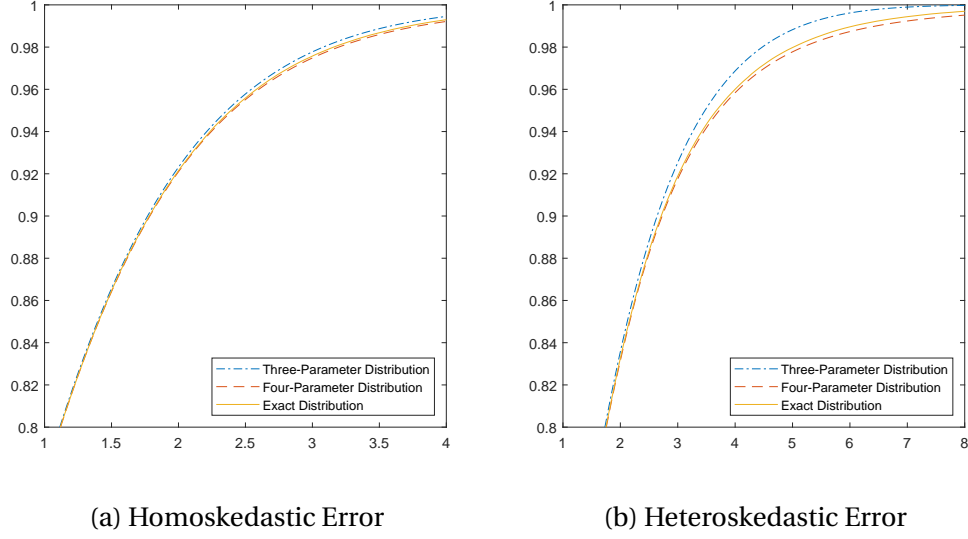 1
0.98
0.96
0.94
0.92
0.9
0.88
0.86
0.84
0.82
0.8
1 1.5 2 2.5 3 3.5 4
Three-Parameter Distribution
Four-Parameter Distribution
Exact Distribution
(a) Homoskedastic Error
1
0.98
0.96
0.94
0.92
0.9
0.88
0.86
0.84
0.82
0.8
1 2 3 4 5 6 7 8
Three-Parameter Distribution
Four-Parameter Distribution
Exact Distribution
(b) Heteroskedastic Error